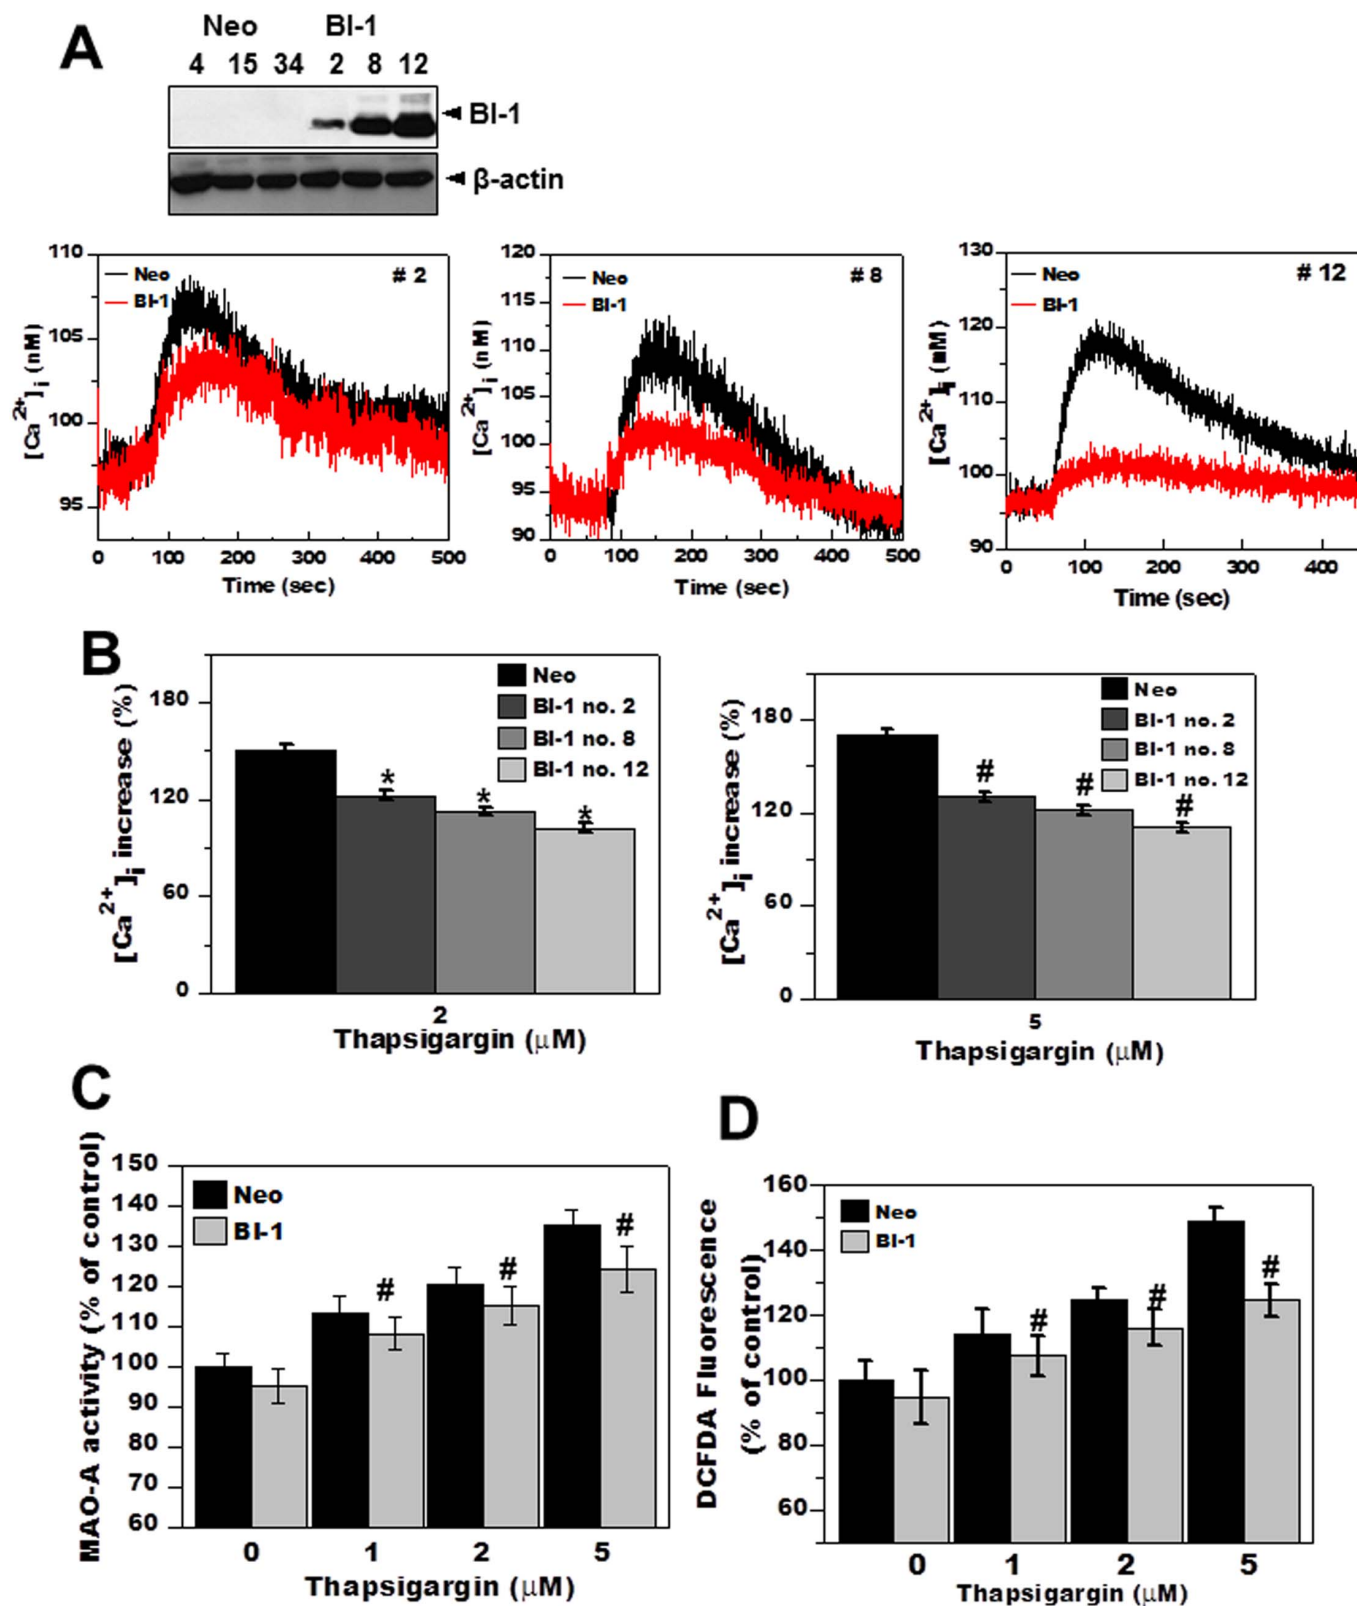 A
Neo BI-1
4 15 34 2 8 12
BI-1
β-actin
110
105
100
95
[Ca2+]i (nM)
Neo
BI-1
# 2
0 100 200 300 400 500
Time (sec)
120
115
110
105
100
95
90
[Ca2+]i (nM)
Neo
BI-1
# 8
0 100 200 300 400 500
Time (sec)
130
120
110
100
90
[Ca2+]i (mM)
Neo
BI-1
# 12
0 100 200 300 400
Time (sec)
B
180
120
60
0
[Ca2+]i increase (%)
Neo
BI-1 no. 2
BI-1 no. 8
BI-1 no. 12
* * *
2
Thapsigargin (μM)
180
120
60
0
[Ca2+]i increase (%)
Neo
BI-1 no. 2
BI-1 no. 8
BI-1 no. 12
# # #
5
Thapsigargin (μM)
C
150
140
130
120
110
100
90
80
70
60
MAO-A activity (% of control)
Neo
BI-1
# # #
0 1 2 5
Thapsigargin (μM)
D
160
140
120
100
80
60
DCFDA Fluorescence
(% of control)
Neo
BI-1
# # #
0 1 2 5
Thapsigargin (μM)